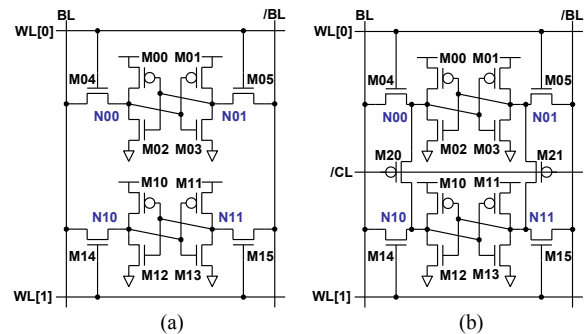 BL /BL BL /BL
WL[0] WL[0]
M00 M01 M00 M01
M04 M05 M04 M05
N00 N01 N00 N01
M02 M03 M02 M03
M20 M21
/CL
M10 M11 M10 M11
N10 N11 N10 N11
M14 M12 M13 M15 M14 M12 M13 M15
WL[1] WL[1]
(a) (b)